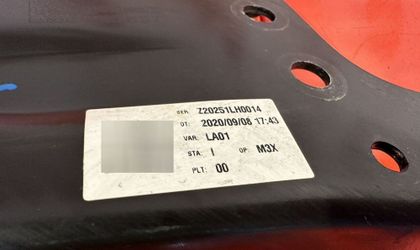 SER: Z20251LH0014
DT: 2020/09/08 17:43
VAR: LA01
STA: I OP: M3X
PLT: 00